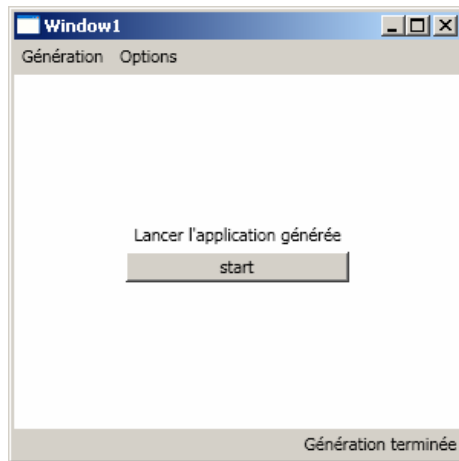 Window1
Génération Options
Lancer l'application générée
start
Génération terminée